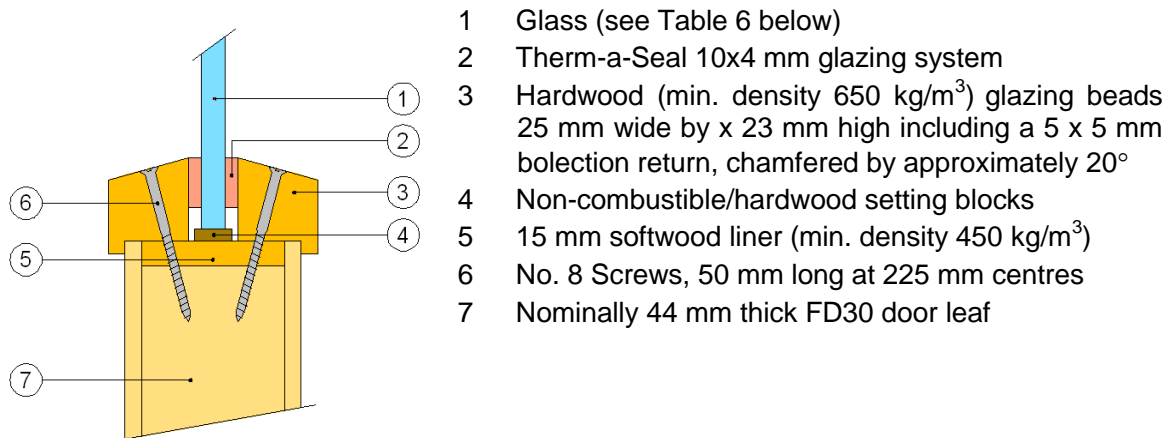 1 Glass (see Table 6 below)
2 Therm-a-Seal 10x4 mm glazing system
3 Hardwood (min. density 650 kg/m³) glazing beads
25 mm wide by x 23 mm high including a 5 x 5 mm
bolection return, chamfered by approximately 20°
4 Non-combustible/hardwood setting blocks
5 15 mm softwood liner (min. density 450 kg/m³)
6 No. 8 Screws, 50 mm long at 225 mm centres
7 Nominally 44 mm thick FD30 door leaf
1
2
3
6
4
5
7